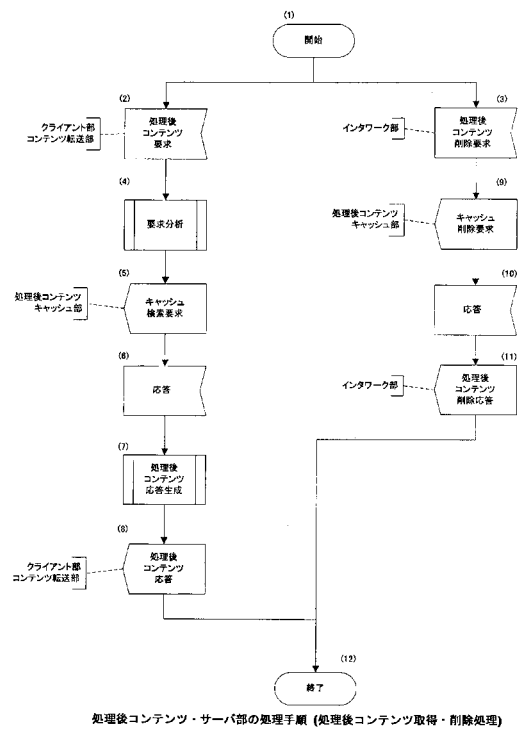 (1)
開始
(2)
処理後
コンテンツ
要求
クライアント部
コンテンツ転送部
(3)
処理後
コンテンツ
削除要求
インタワーク部
(4)
要求分析
(9)
キャッシュ
削除要求
処理後コンテンツ
キャッシュ部
(5)
キャッシュ
検索要求
処理後コンテンツ
キャッシュ部
(10)
応答
(6)
応答
(11)
処理後
コンテンツ
削除応答
インタワーク部
(7)
処理後
コンテンツ
応答生成
(8)
処理後
コンテンツ
応答
クライアント部
コンテンツ転送部
(12)
終了
処理後コンテンツ・サーバ部の処理手順 (処理後コンテンツ取得・削除処理)